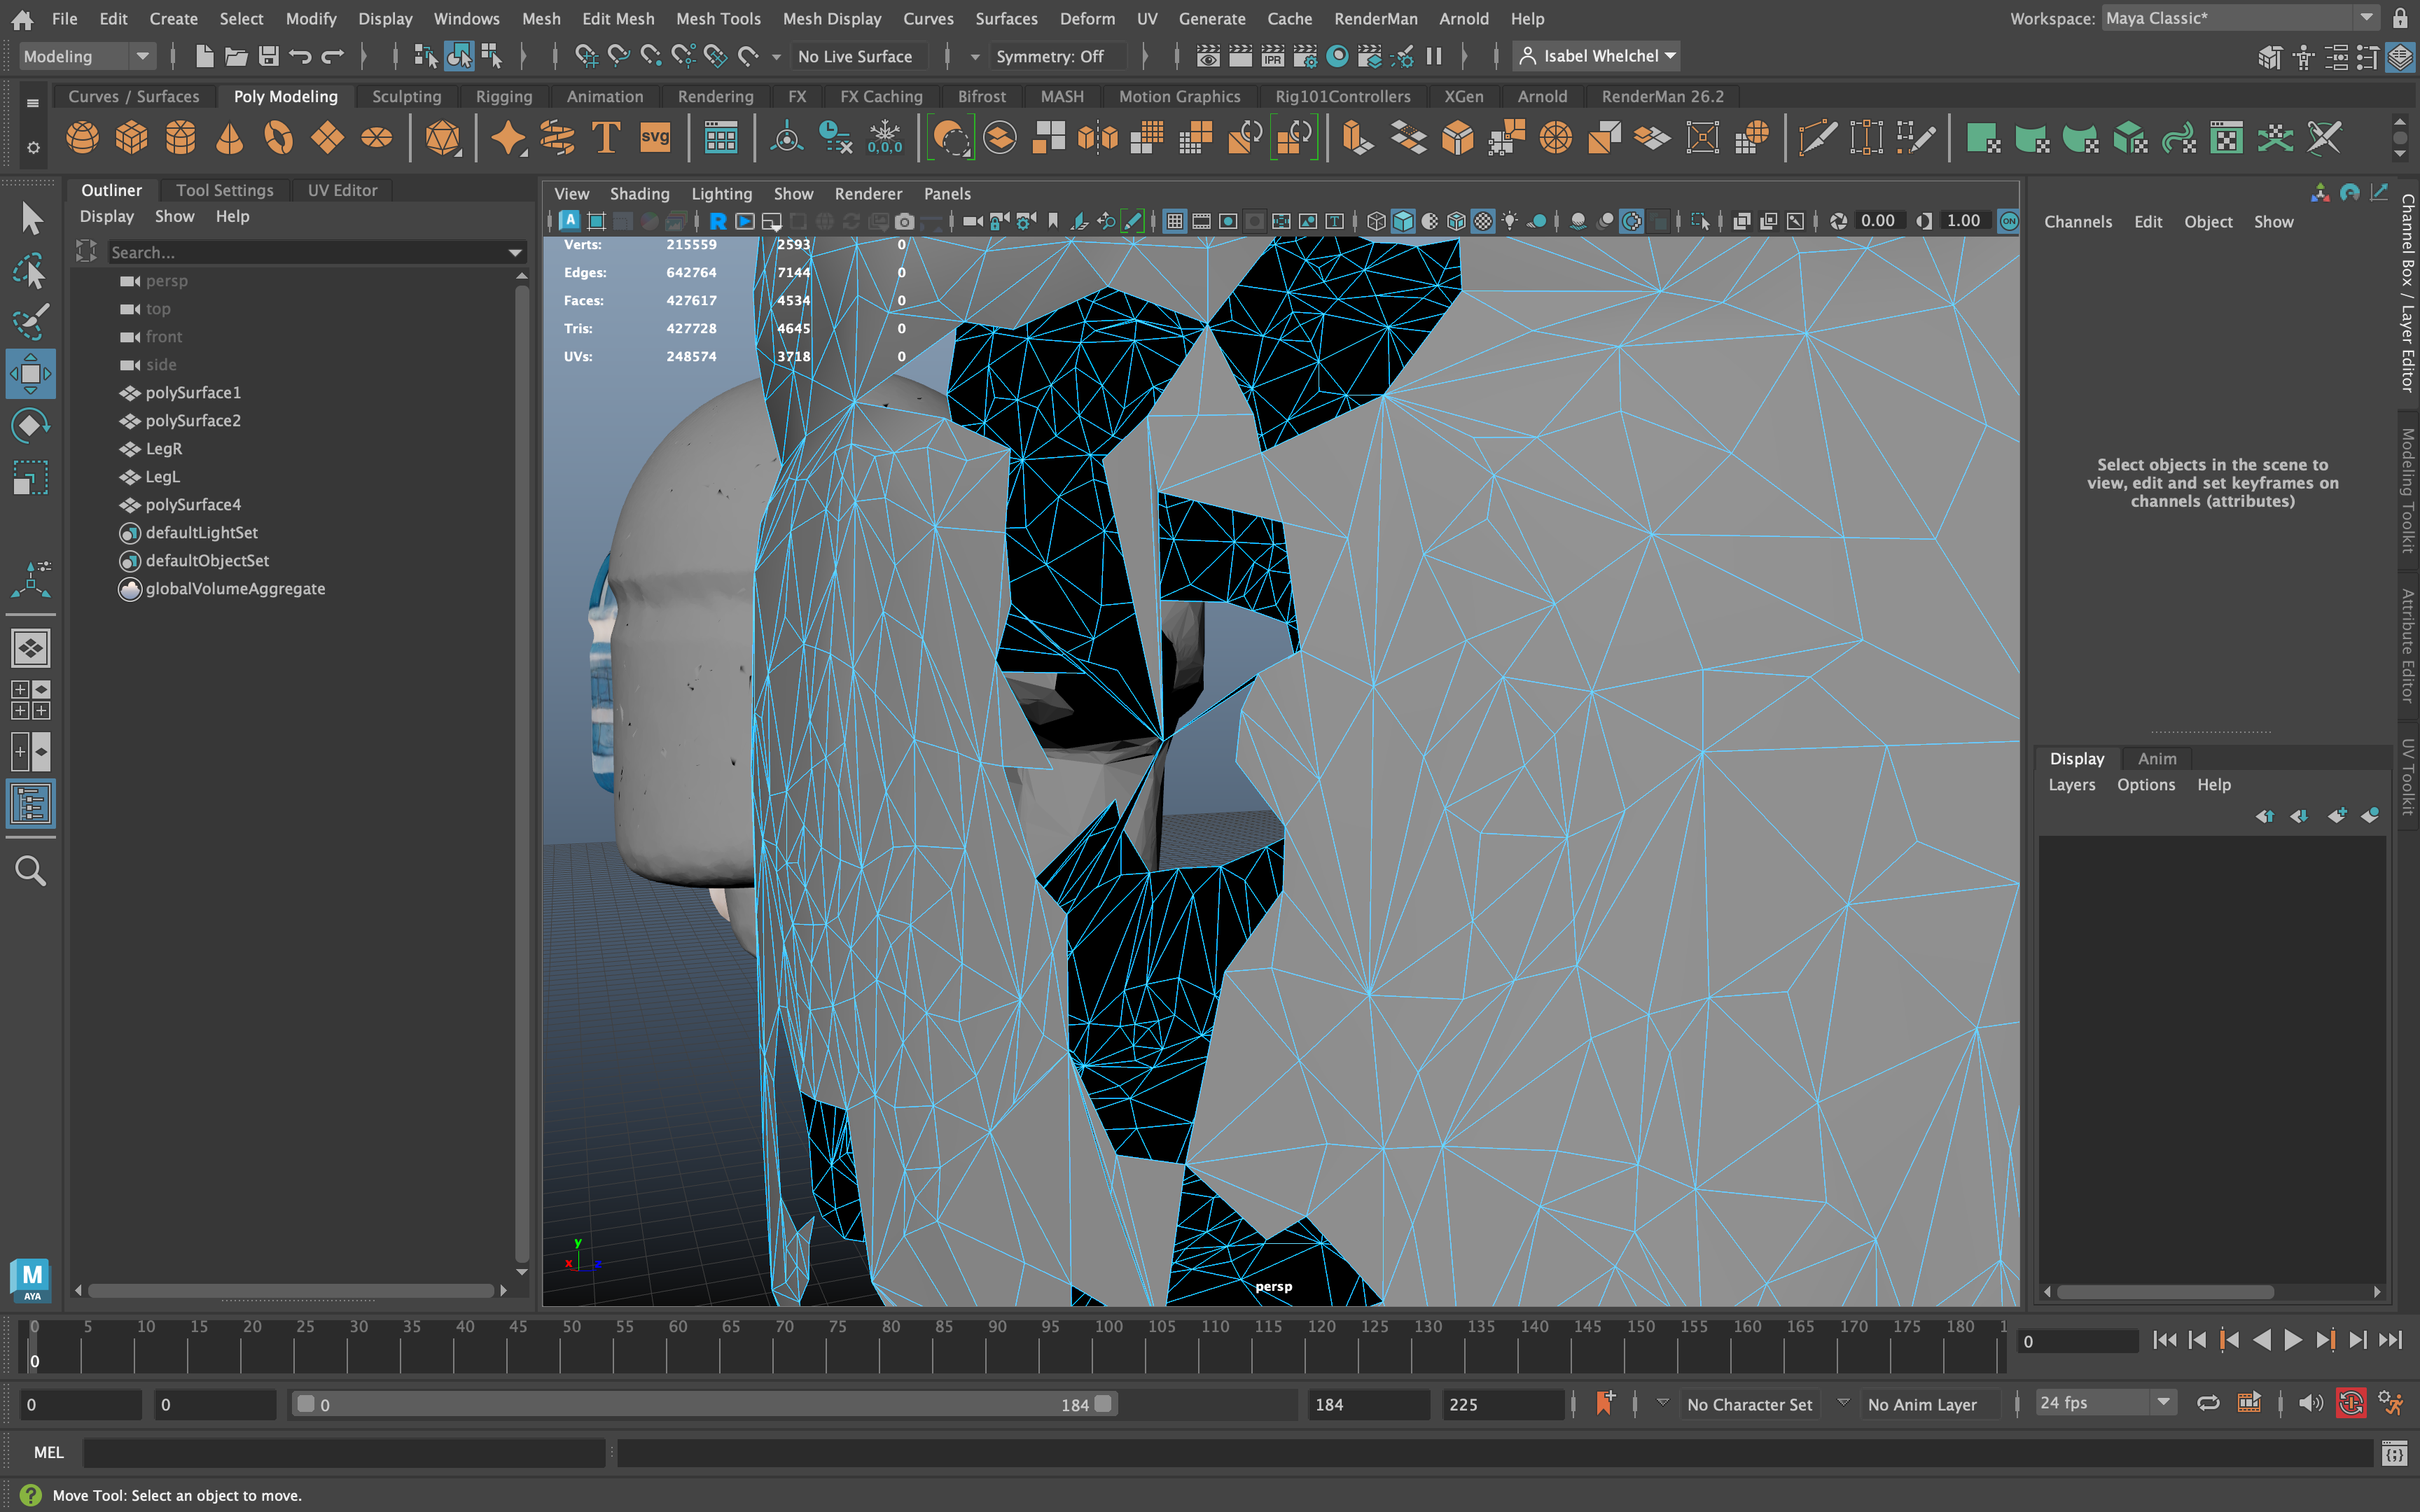 File Edit Create Select Modify Display Windows Mesh Edit Mesh Mesh Tools Mesh Display Curves Surfaces Deform UV Generate Cache RenderMan Arnold Help Workspace: Maya Classic*
Modeling No Live Surface Symmetry: Off IPR Isabel Whelchel
Curves / Surfaces Poly Modeling Sculpting Rigging Animation Rendering FX FX Caching Bifrost MASH Motion Graphics Rig101Controllers XGen Arnold RenderMan 26.2
T svg 0,0,0
Outliner Tool Settings UV Editor
Display Show Help
Search...
persp
top
front
side
polySurface1
polySurface2
LegR
LegL
polySurface4
defaultLightSet
defaultObjectSet
globalVolumeAggregate
View Shading Lighting Show Renderer Panels
A R T 0.00 1.00 ON
Verts: 215559 2593 0
Edges: 642764 7144 0
Faces: 427617 4534 0
Tris: 427728 4645 0
UVs: 248574 3718 0
y
x
persp
Channels Edit Object Show
Select objects in the scene to
view, edit and set keyframes on
channels (attributes)
Display Anim
Layers Options Help
Channel Box / Layer Editor
Modeling Toolkit
Attribute Editor
UV Toolkit
M
AYA
0 5 10 15 20 25 30 35 40 45 50 55 60 65 70 75 80 85 90 95 100 105 110 115 120 125 130 135 140 145 150 155 160 165 170 175 180 1
0 0
0 0 0 184 184 225 No Character Set No Anim Layer 24 fps
MEL
Move Tool: Select an object to move.